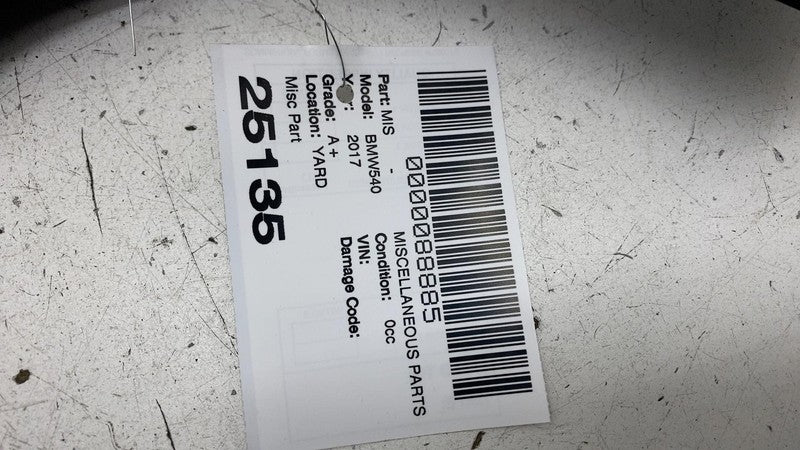 0000088885
Part: MIS - MISCELLANEOUS PARTS
Model: BMW540 Condition: 0cc
2017 VIN:
Grade: A+ Damage Code:
Location: YARD
Misc Part
25135